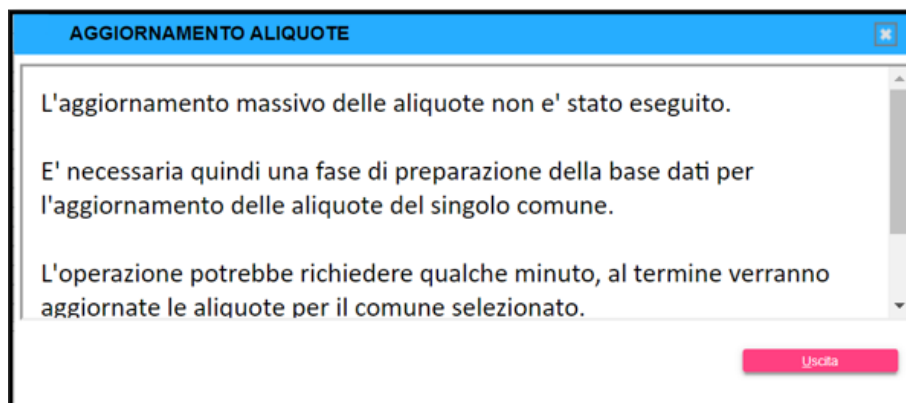 AGGIORNAMENTO ALIQUOTE
L'aggiornamento massivo delle aliquote non e' stato eseguito.
E' necessaria quindi una fase di preparazione della base dati per
l'aggiornamento delle aliquote del singolo comune.
L'operazione potrebbe richiedere qualche minuto, al termine verranno
aggiornate le aliquote per il comune selezionato.
Uscita